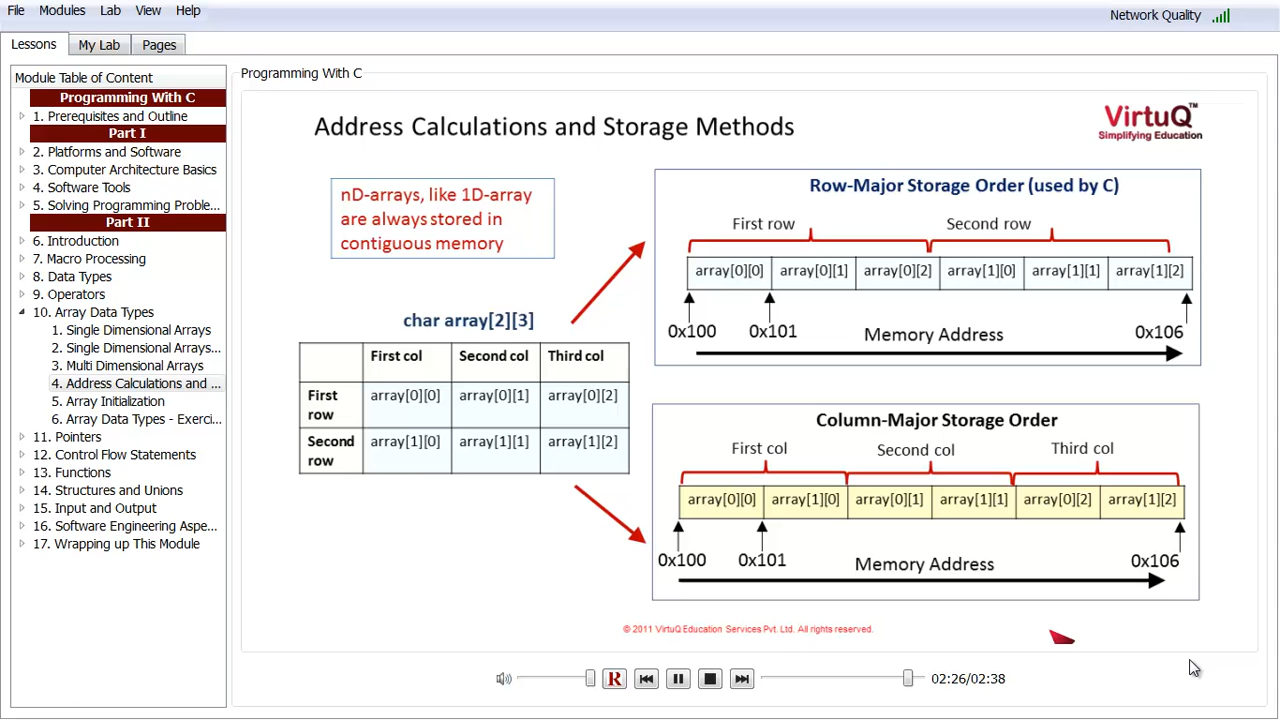 File Modules Lab View Help
Network Quality
Lessons My Lab Pages
Module Table of Content
Programming With C
1. Prerequisites and Outline
Part I
2. Platforms and Software
3. Computer Architecture Basics
4. Software Tools
5. Solving Programming Proble...
Part II
6. Introduction
7. Macro Processing
8. Data Types
9. Operators
10. Array Data Types
1. Single Dimensional Arrays
2. Single Dimensional Arrays...
3. Multi Dimensional Arrays
4. Address Calculations and ...
5. Array Initialization
6. Array Data Types - Exerci...
11. Pointers
12. Control Flow Statements
13. Functions
14. Structures and Unions
15. Input and Output
16. Software Engineering Aspe...
17. Wrapping up This Module
Programming With C
Address Calculations and Storage Methods
VirtuQ™
Simplifying Education
nD-arrays, like 1D-array
are always stored in
contiguous memory
char array[2][3]
First col Second col Third col
First row array[0][0] array[0][1] array[0][2]
Second row array[1][0] array[1][1] array[1][2]
Row-Major Storage Order (used by C)
First row Second row
array[0][0] array[0][1] array[0][2] array[1][0] array[1][1] array[1][2]
0x100 0x101 Memory Address 0x106
Column-Major Storage Order
First col Second col Third col
array[0][0] array[1][0] array[0][1] array[1][1] array[0][2] array[1][2]
0x100 0x101 Memory Address 0x106
© 2011 VirtuQ Education Services Pvt. Ltd. All rights reserved.
R
02:26/02:38